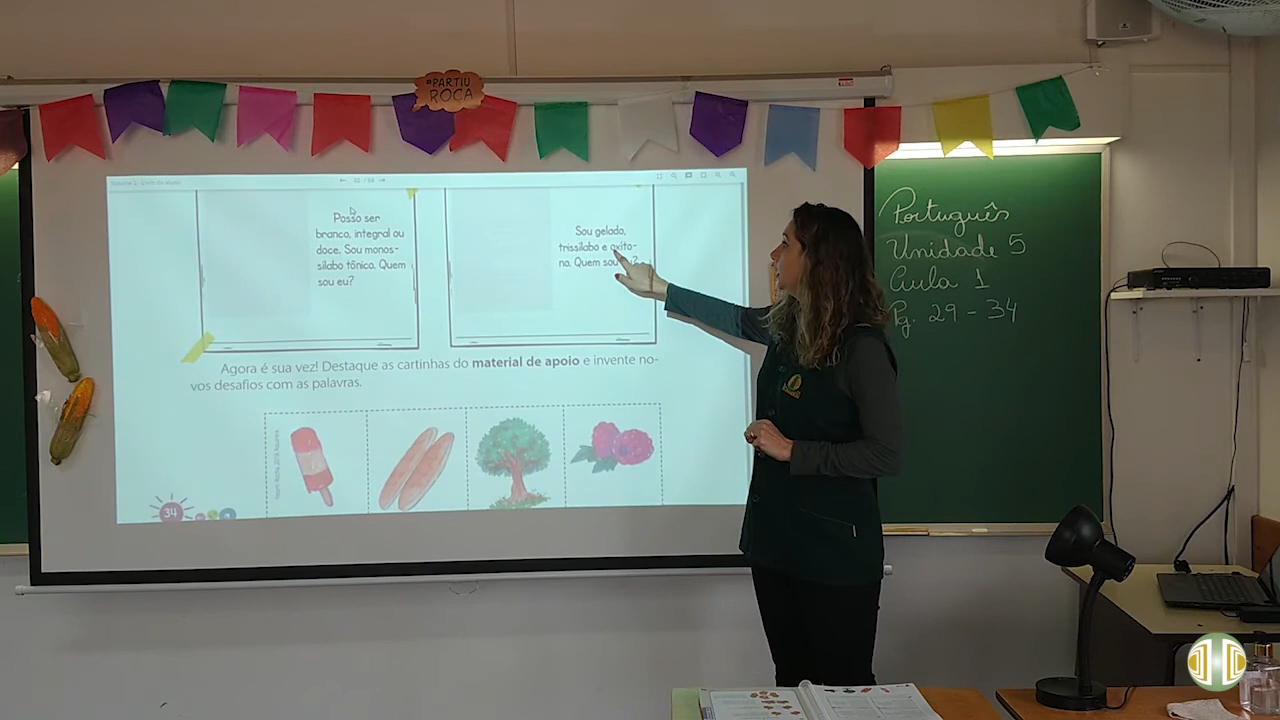 #PARTIU
ROCA
Posso ser
branco, integral ou
doce. Sou monos-
sílabo tônico. Quem
sou eu?
Sou gelado,
trissílabo e oxíto-
no. Quem sou eu?
Agora é sua vez! Destaque as cartinhas do material de apoio e invente no-
vos desafios com as palavras.
34
Português
Unidade 5
Aula 1
Pg. 29 - 34